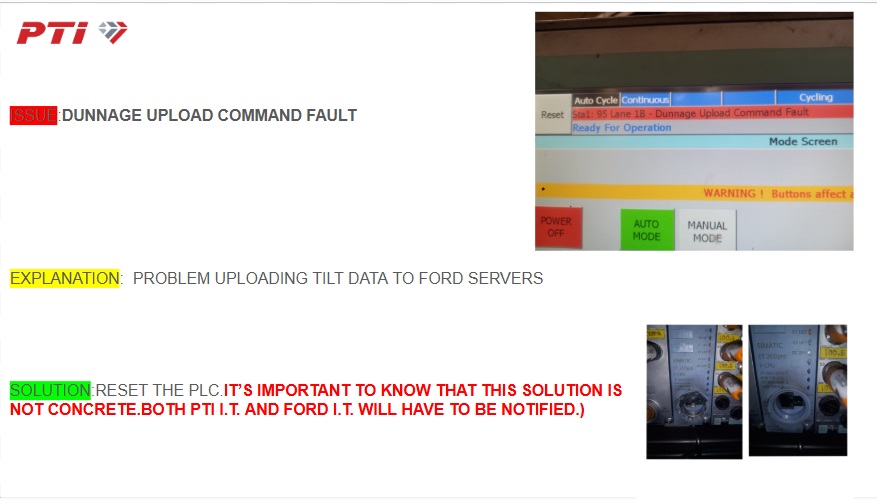 PTI
ISSUE:DUNNAGE UPLOAD COMMAND FAULT
Auto Cycle Continuous Cycling
Reset
Sta1: 95 Lane 1B - Dunnage Upload Command Fault
Ready For Operation
Mode Screen
WARNING ! Buttons affect a
POWER OFF
AUTO MODE
MANUAL MODE
EXPLANATION: PROBLEM UPLOADING TILT DATA TO FORD SERVERS
SOLUTION:RESET THE PLC.IT'S IMPORTANT TO KNOW THAT THIS SOLUTION IS
NOT CONCRETE.BOTH PTI I.T. AND FORD I.T. WILL HAVE TO BE NOTIFIED.)
SIMATIC